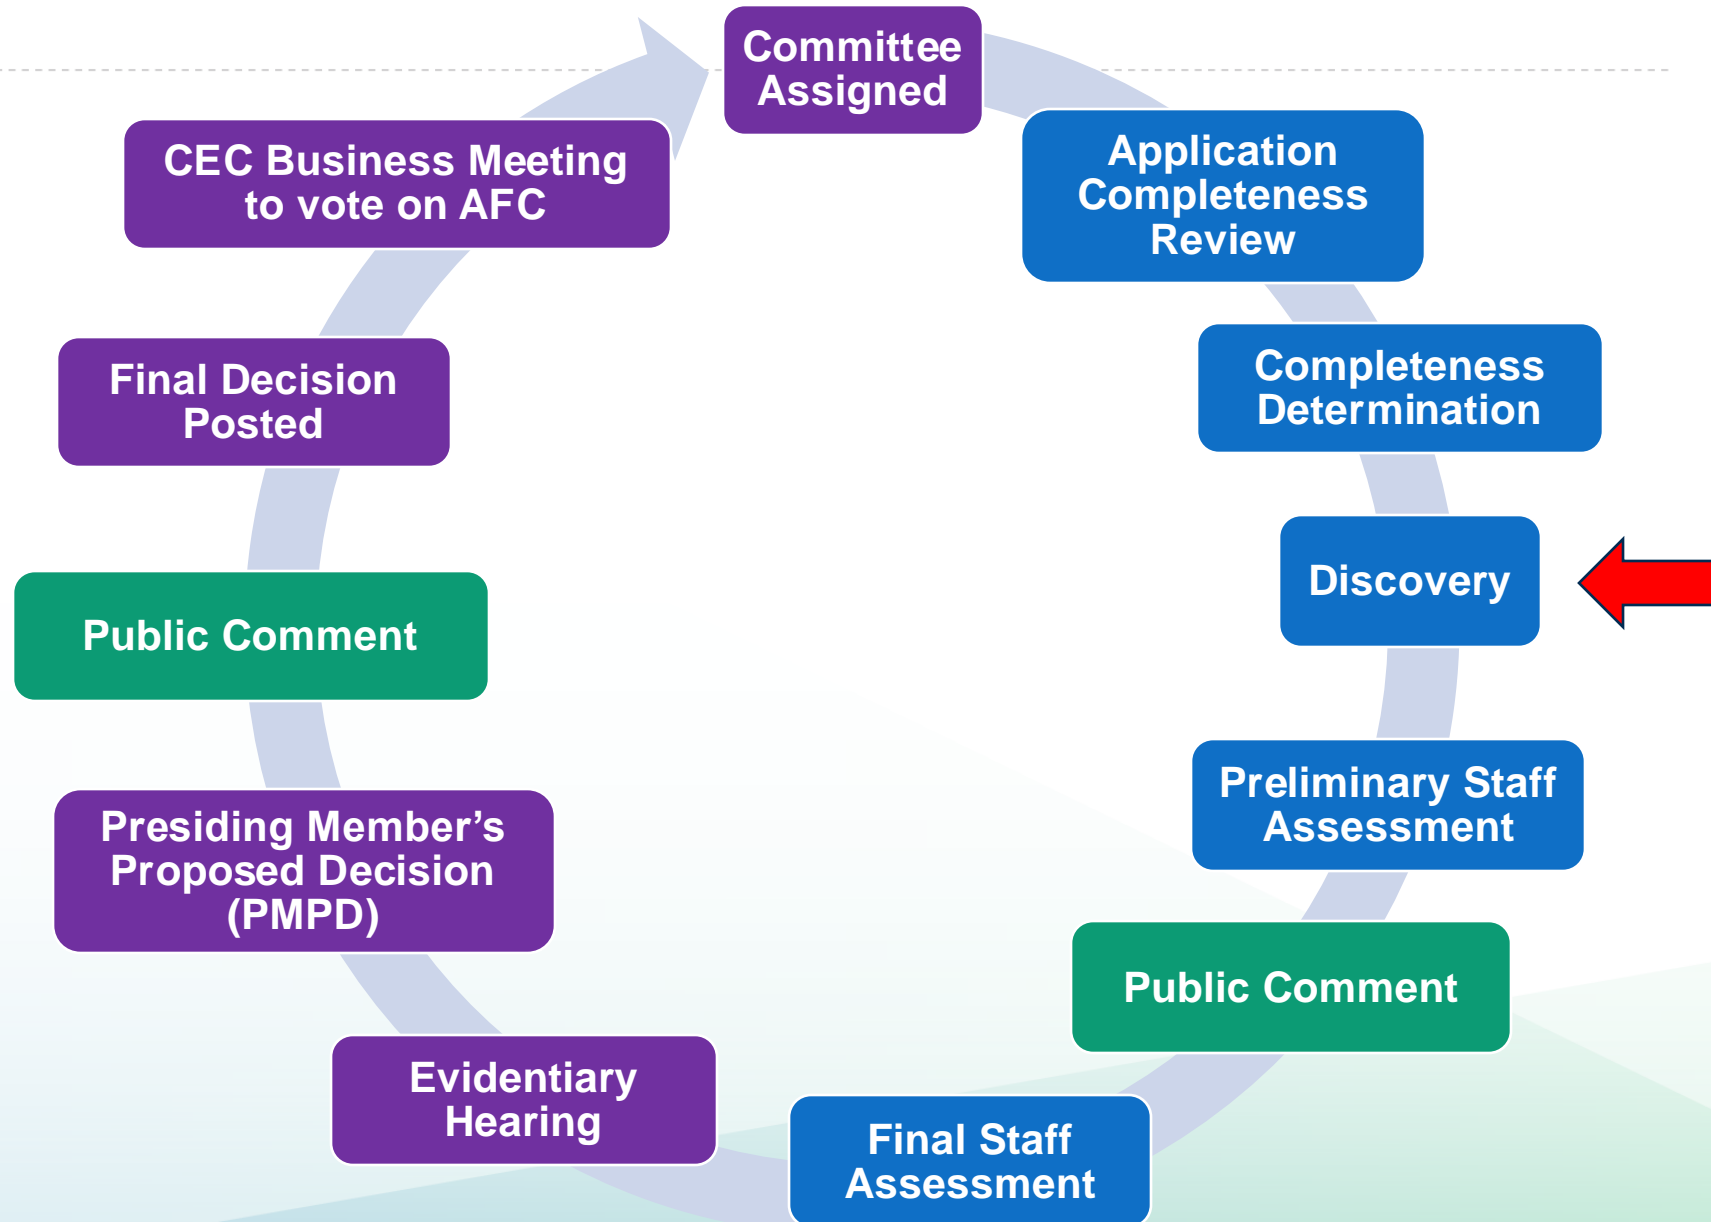 Committee
Assigned
Application
Completeness
Review
Completeness
Determination
Discovery
Preliminary Staff
Assessment
Public Comment
Final Staff
Assessment
Evidentiary
Hearing
Presiding Member’s
Proposed Decision
(PMPD)
Public Comment
Final Decision
Posted
CEC Business Meeting
to vote on AFC